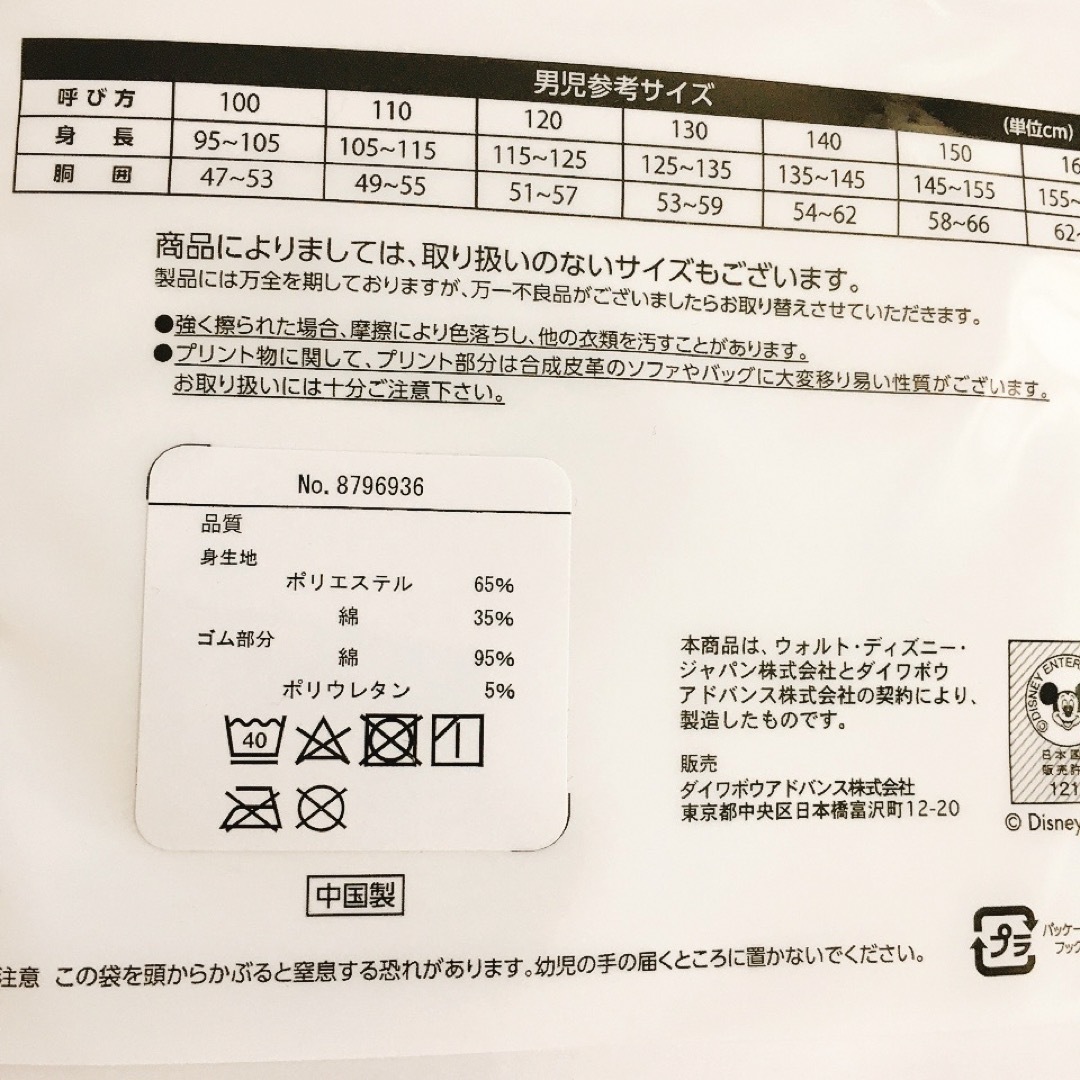 男児参考サイズ
(単位cm)
呼び方 100 110 120 130 140 150 16
身長 95~105 105~115 115~125 125~135 135~145 145~155 155~
胴囲 47~53 49~55 51~57 53~59 54~62 58~66 62~
商品によりましては、取り扱いのないサイズもございます。
製品には万全を期しておりますが、万一不良品がございましたらお取り替えさせていただきます。
●強く擦られた場合、摩擦により色落ちし、他の衣類を汚すことがあります。
●プリント物に関して、プリント部分は合成皮革のソファやバッグに大変移り易い性質がございます。
お取り扱いには十分ご注意下さい。
No. 8796936
品質
身生地
ポリエステル 65%
綿 35%
ゴム部分
綿 95%
ポリウレタン 5%
40
中国製
本商品は、ウォルト・ディズニー・
ジャパン株式会社とダイワボウ
アドバンス株式会社の契約により、
製造したものです。
販売
ダイワボウアドバンス株式会社
東京都中央区日本橋富沢町12-20
©DISNEY ENTER
日本国
販売許
121
© Disney
プラ
パッケー
フック
注意 この袋を頭からかぶると窒息する恐れがあります。幼児の手の届くところに置かないでください。